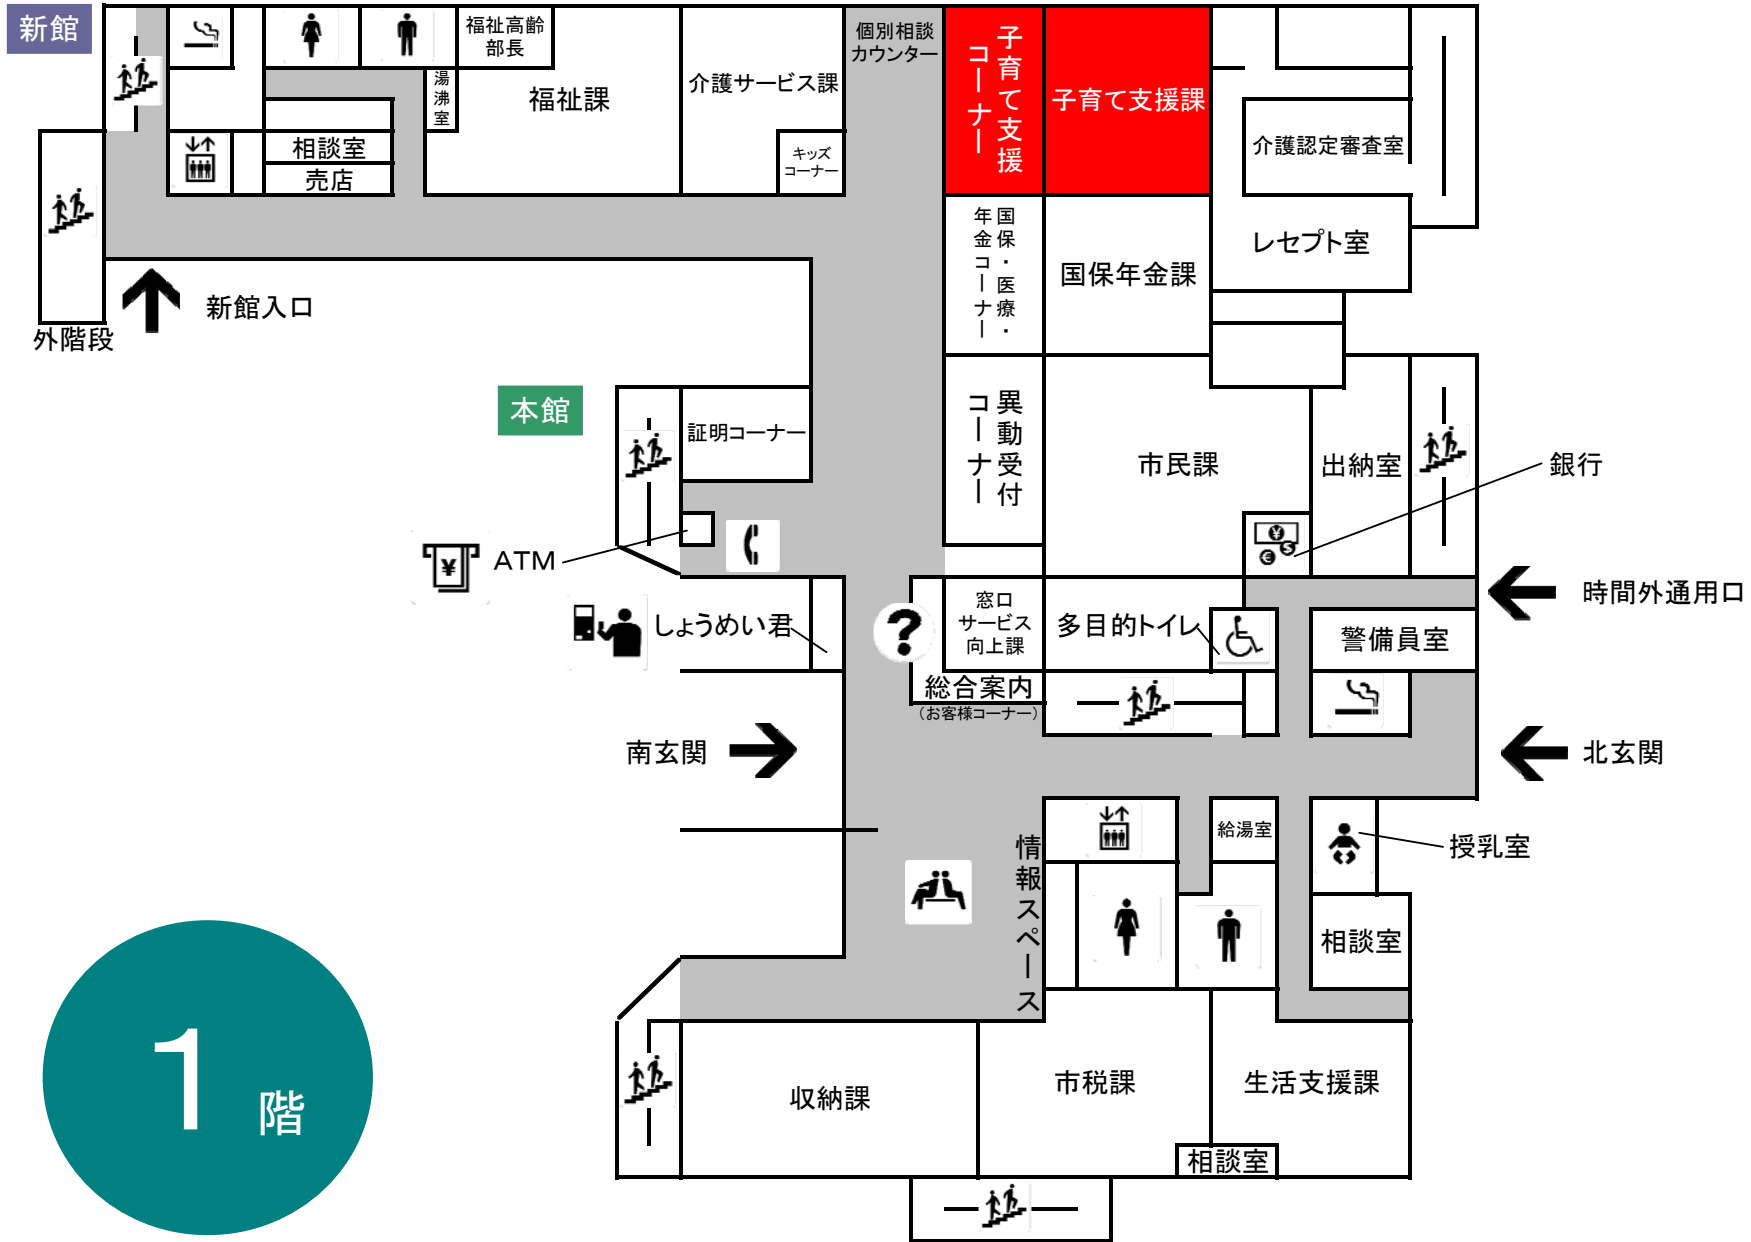 新館
福祉高齢
部長
湯沸室
福祉課
介護サービス課
キッズ
コーナー
個別相談
カウンター
子育て支援
コーナー
子育て支援課
介護認定審査室
相談室
売店
国保・医療・
年金コーナー
国保年金課
レセプト室
新館入口
外階段
本館
証明コーナー
異動受付
コーナー
市民課
出納室
銀行
ATM
しょうめい君
窓口
サービス
向上課
多目的トイレ
時間外通用口
警備員室
総合案内
（お客様コーナー）
南玄関
北玄関
情報スペース
給湯室
授乳室
相談室
収納課
市税課
生活支援課
相談室
1階